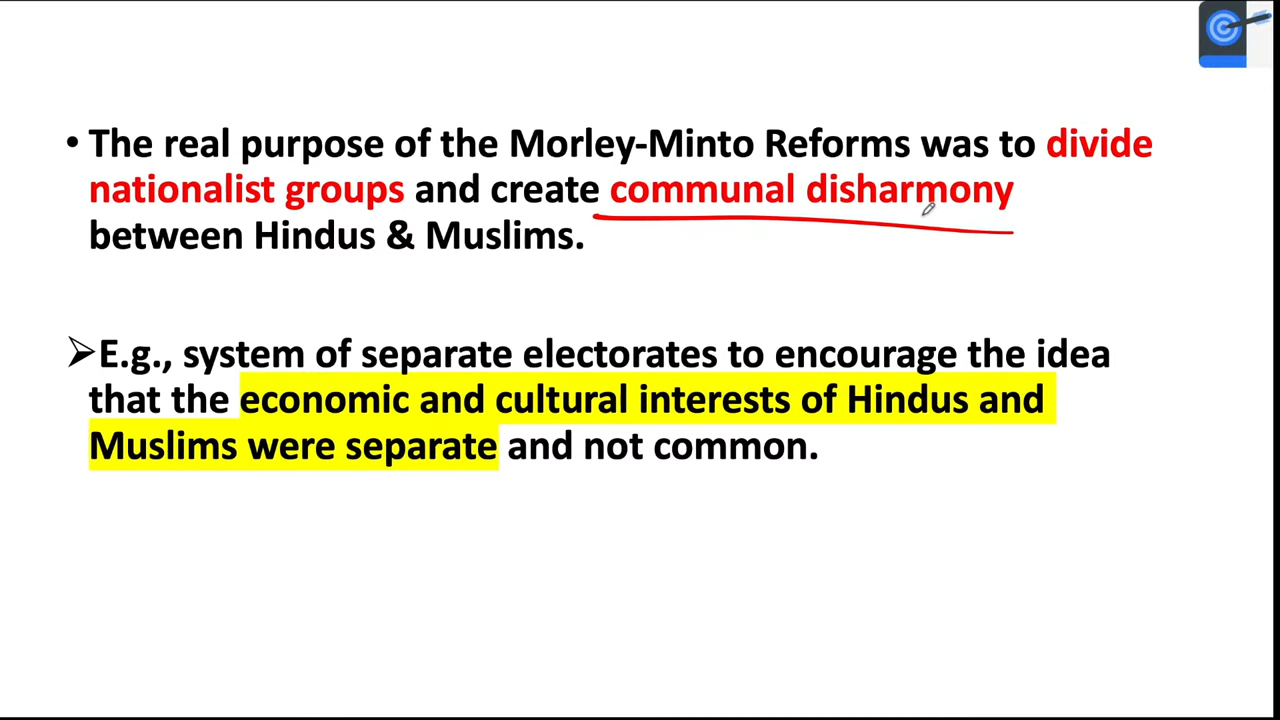 • The real purpose of the Morley-Minto Reforms was to divide
nationalist groups and create communal disharmony
between Hindus & Muslims.
➢E.g., system of separate electorates to encourage the idea
that the economic and cultural interests of Hindus and
Muslims were separate and not common.